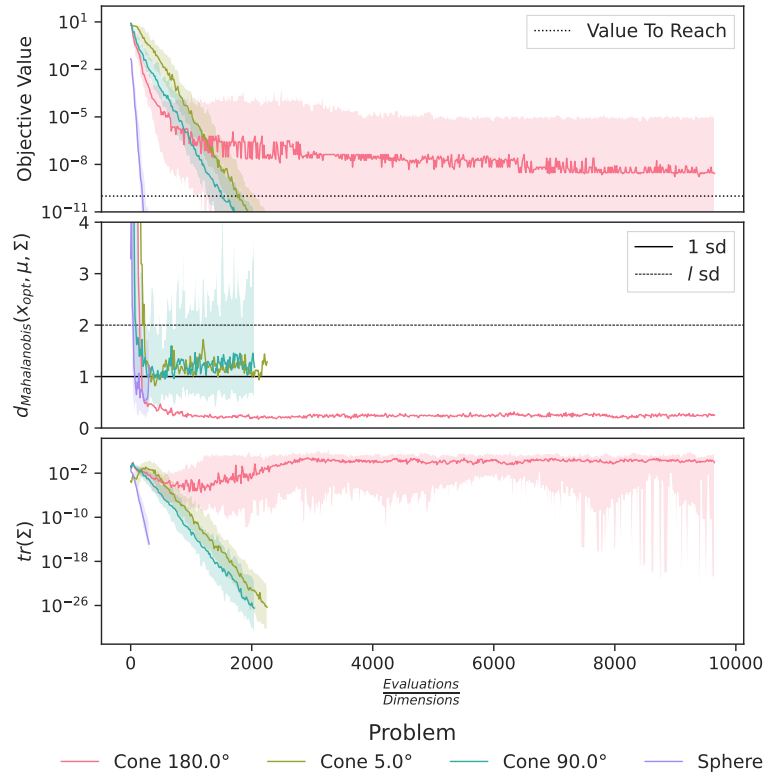 Objective Value
10^1
10^-2
10^-5
10^-8
10^-11
Value To Reach
d_Mahalanobis(x_opt, μ, Σ)
4
3
2
1
0
1 sd
l sd
tr(Σ)
10^-2
10^-10
10^-18
10^-26
0 2000 4000 6000 8000 10000
Evaluations
Dimensions
Problem
Cone 180.0° Cone 5.0° Cone 90.0° Sphere